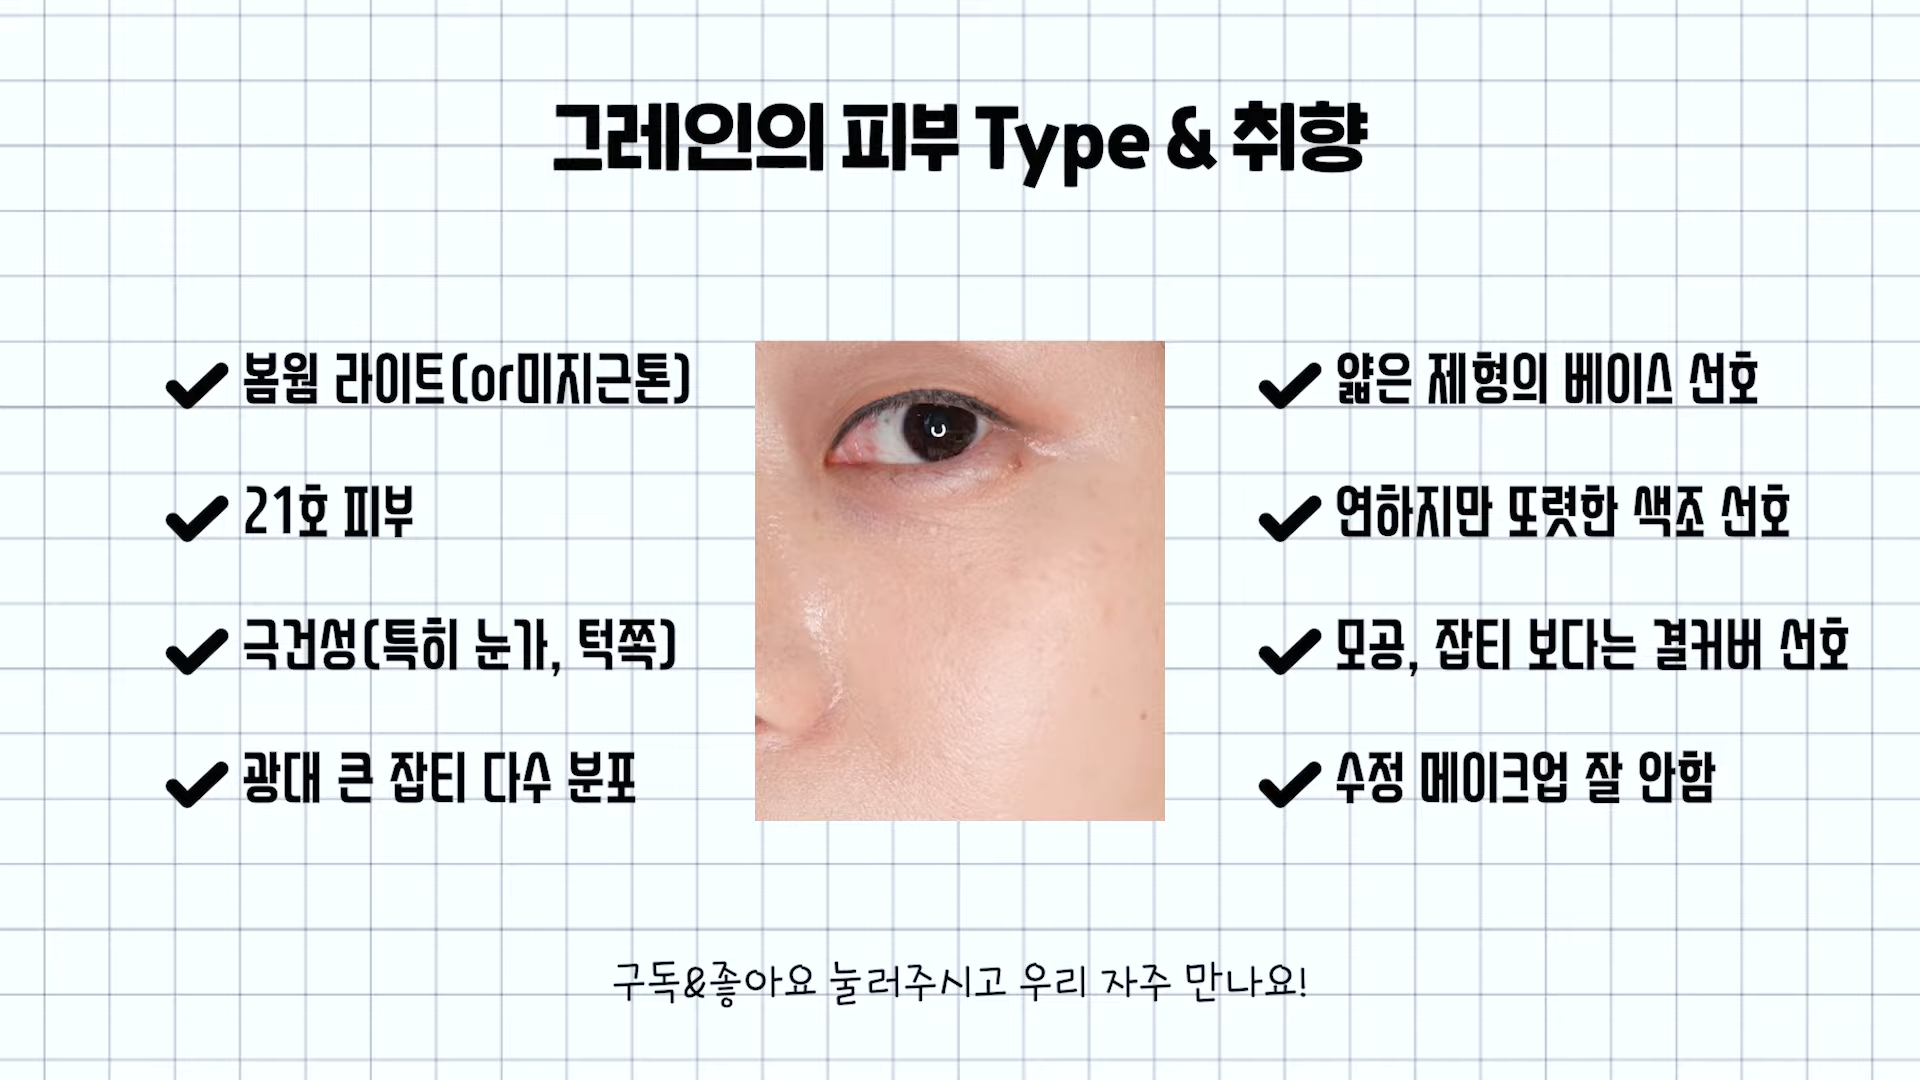 그레인의 피부 Type & 취향
봄웜 라이트(or미지근톤)
21호 피부
극건성(특히 눈가, 턱쪽)
광대 큰 잡티 다수 분포
얇은 제형의 베이스 선호
연하지만 또렷한 색조 선호
모공, 잡티 보다는 결커버 선호
수정 메이크업 잘 안함
구독&좋아요 눌러주시고 우리 자주 만나요!